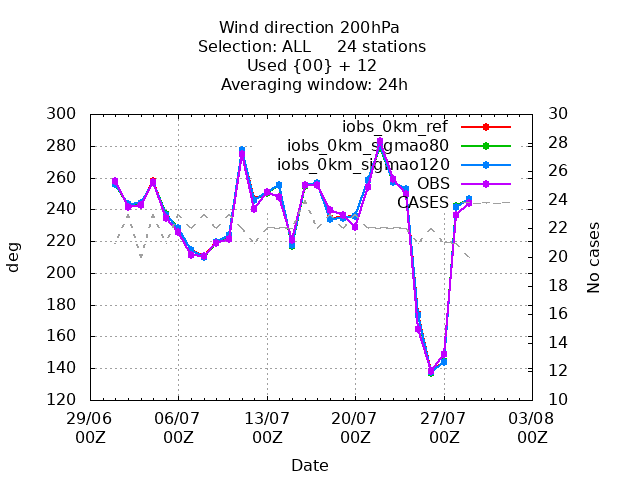 Wind direction 200hPa
Selection: ALL     24 stations
Used {00} + 12
Averaging window: 24h
300
280
260
240
220
200
180
160
140
120
deg
30
28
26
24
22
20
18
16
14
12
10
No cases
iobs_0km_ref
iobs_0km_sigmao80
iobs_0km_sigmao120
OBS
CASES
29/06 06/07 13/07 20/07 27/07 03/08
00Z 00Z 00Z 00Z 00Z 00Z
Date